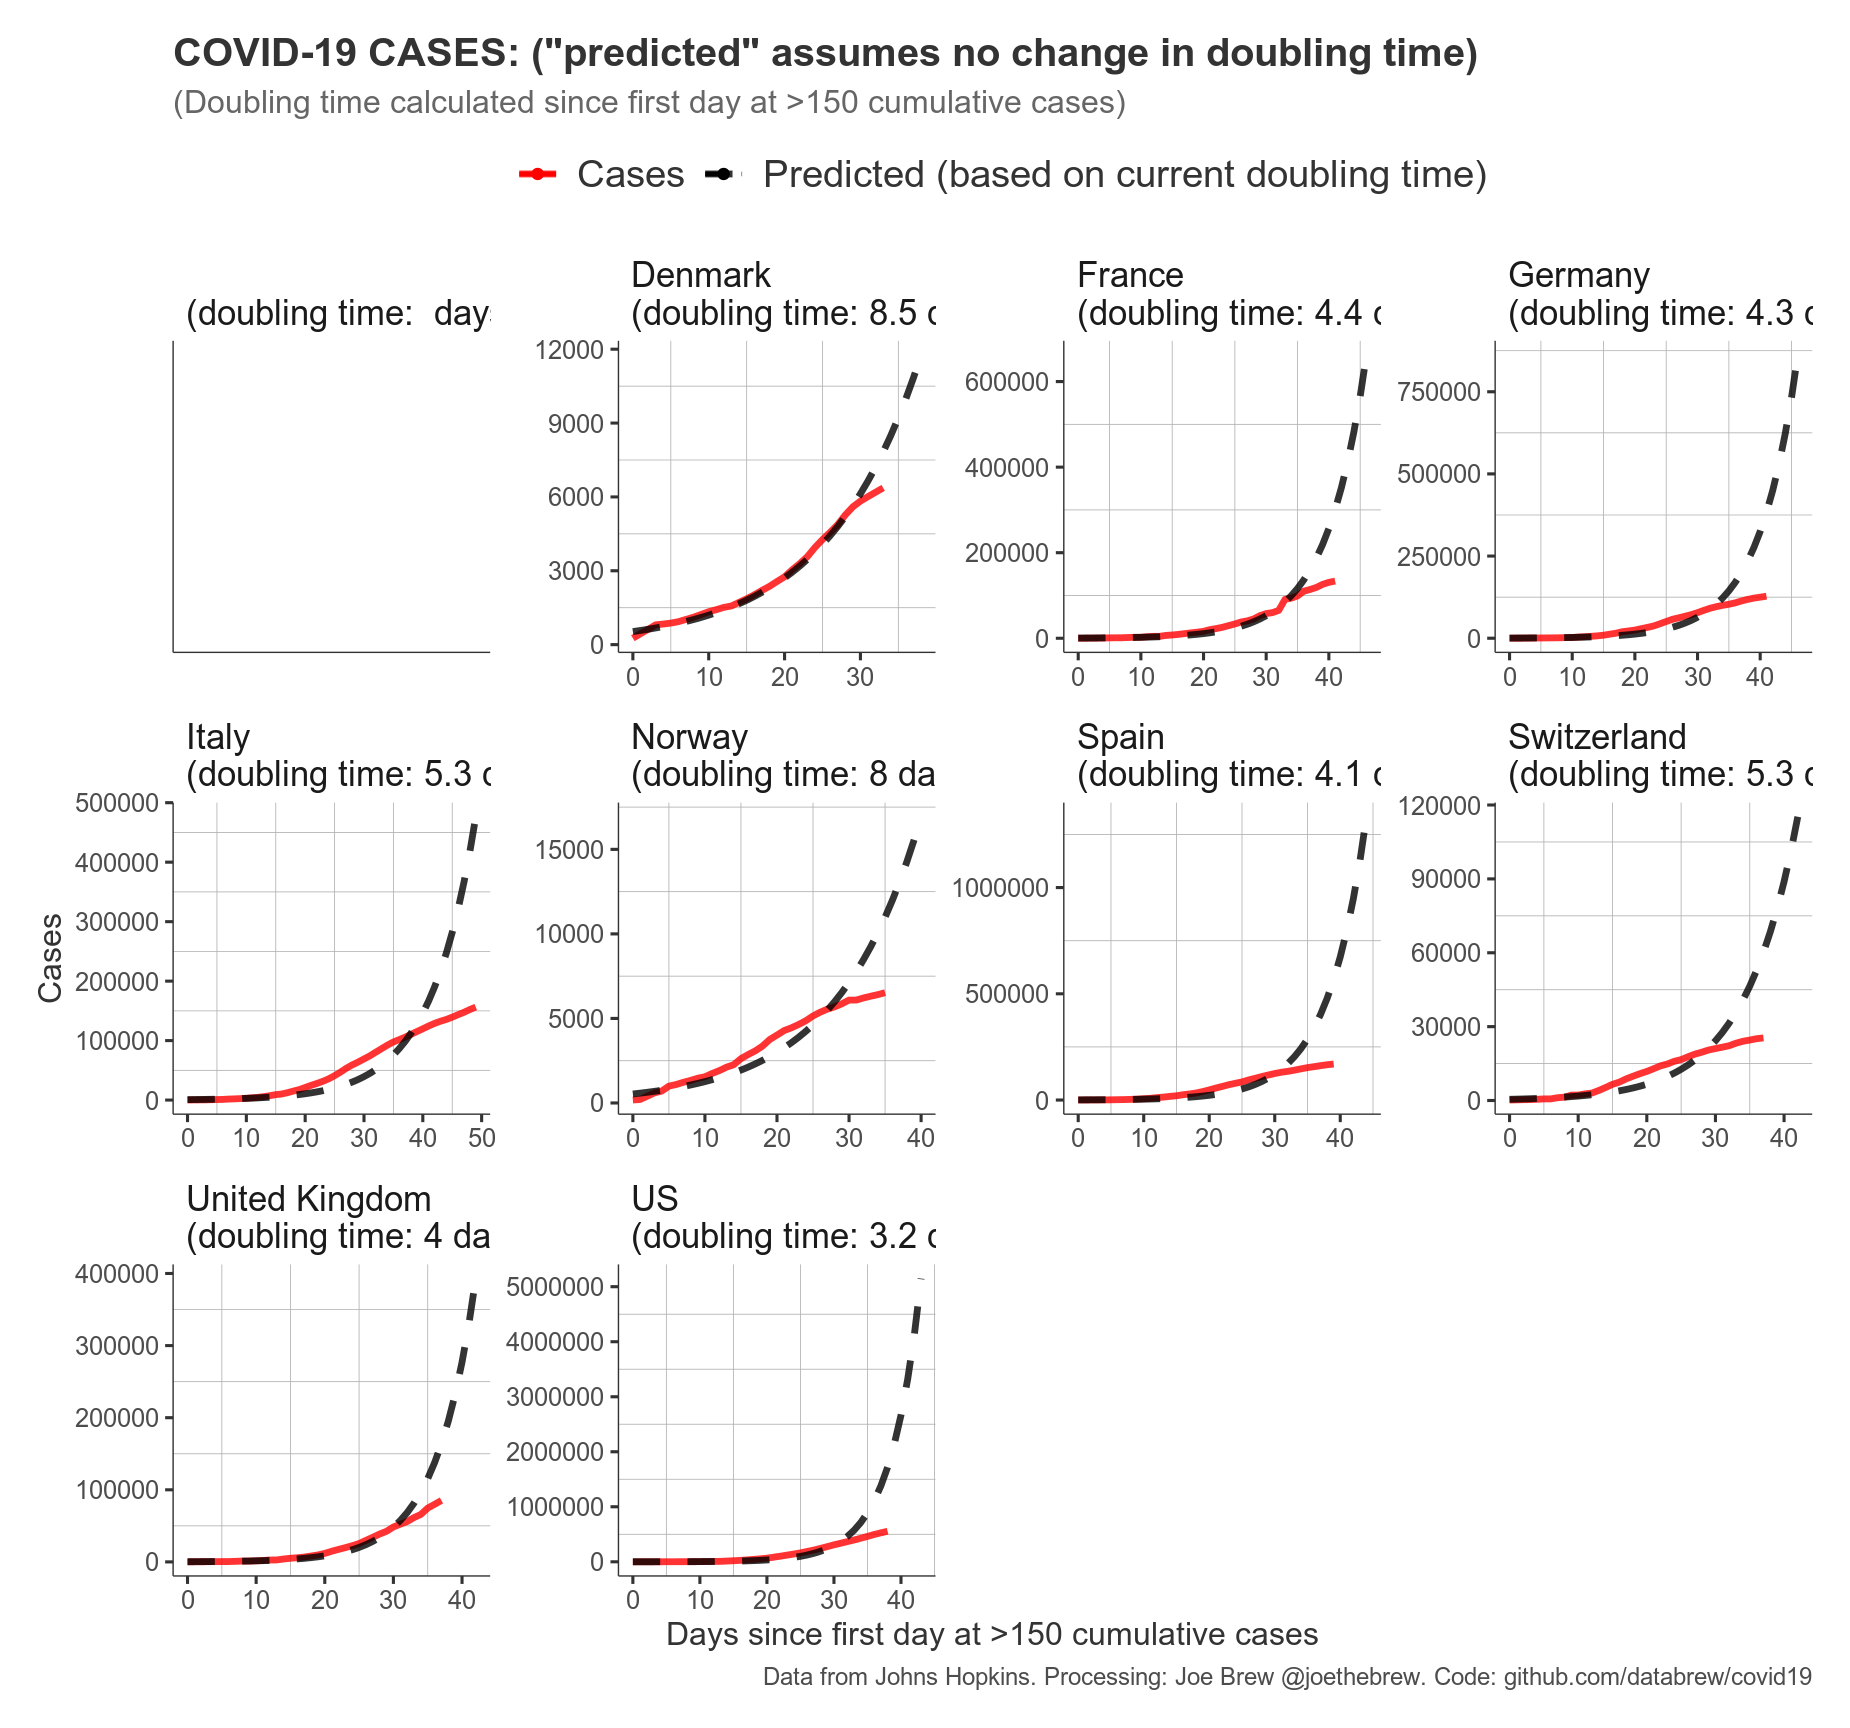 COVID-19 CASES: ("predicted" assumes no change in doubling time)
(Doubling time calculated since first day at >150 cumulative cases)
Cases Predicted (based on current doubling time)
(doubling time:  days
Denmark
(doubling time: 8.5 d
12000
9000
6000
3000
0
0 10 20 30
France
(doubling time: 4.4 d
600000
400000
200000
0
0 10 20 30 40
Germany
(doubling time: 4.3 d
750000
500000
250000
0
0 10 20 30 40
Cases
Italy
(doubling time: 5.3 d
500000
400000
300000
200000
100000
0
0 10 20 30 40 50
Norway
(doubling time: 8 da
15000
10000
5000
0
0 10 20 30 40
Spain
(doubling time: 4.1 d
1000000
500000
0
0 10 20 30 40
Switzerland
(doubling time: 5.3 d
120000
90000
60000
30000
0
0 10 20 30 40
United Kingdom
(doubling time: 4 da
400000
300000
200000
100000
0
0 10 20 30 40
US
(doubling time: 3.2 d
5000000
4000000
3000000
2000000
1000000
0
0 10 20 30 40
Days since first day at >150 cumulative cases
Data from Johns Hopkins. Processing: Joe Brew @joethebrew. Code: github.com/databrew/covid19